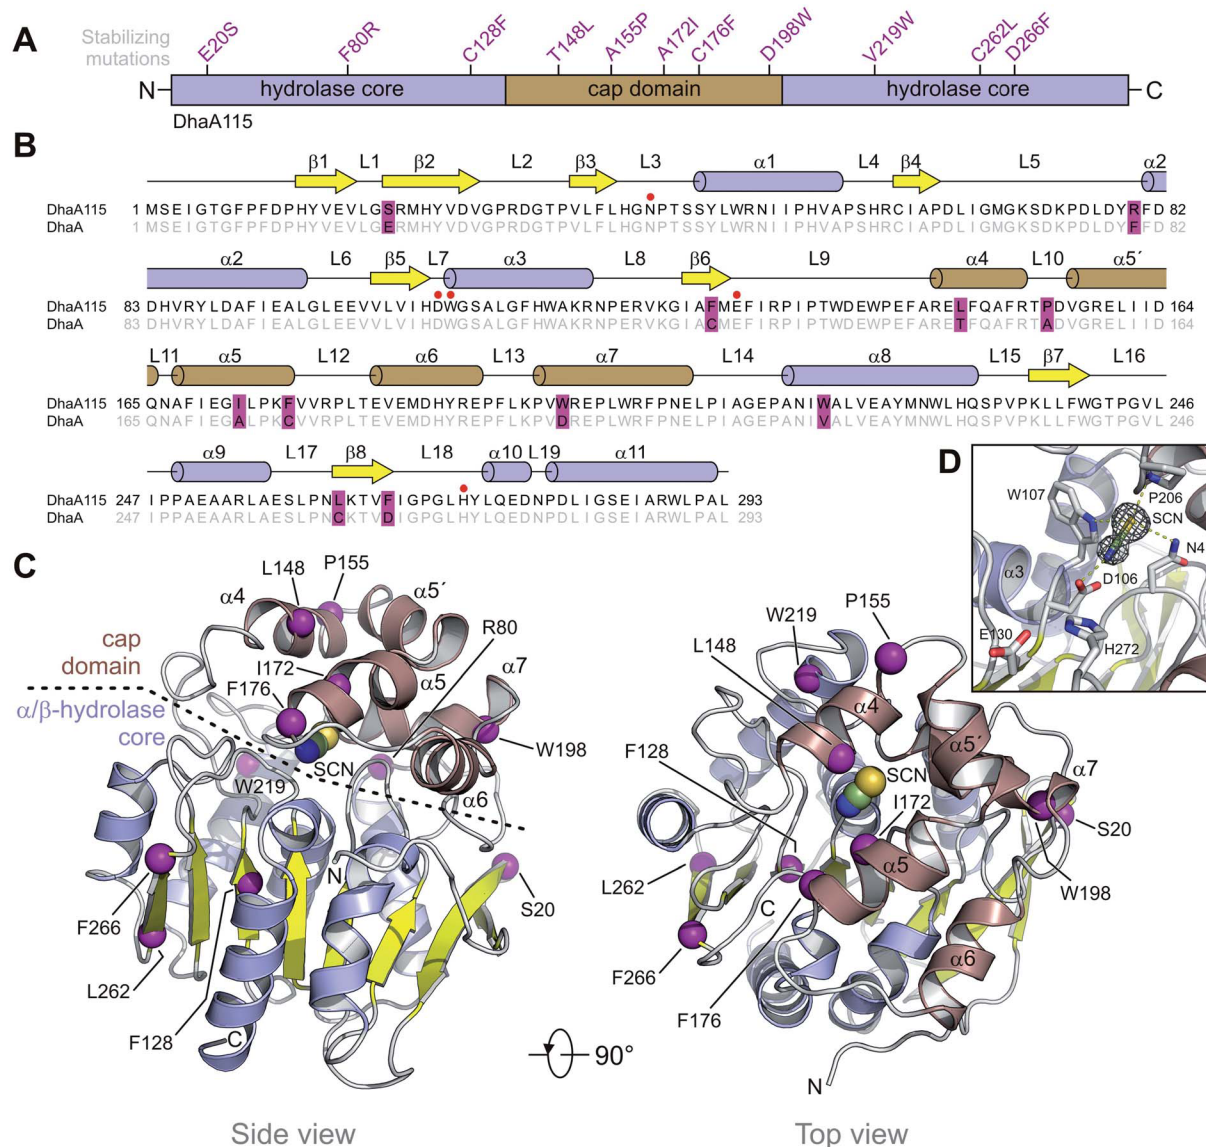 A
Stabilizing
mutations
E20S F80R C128F T148L A155P A172I C176F D198W V219W C262L D266F
N hydrolase core cap domain hydrolase core C
DhaA115
B
β1 L1 β2 L2 β3 L3 α1 L4 β4 L5 α2
DhaA115 1 MSEIGTGFPFDPHYVEVLGSRMHYVDVGPRDGTPVLFLHGNPTSSYLWRNIIPHVAPSHRCIAPDLIGMGKSDKPDLDYRFD 82
DhaA 1 MSEIGTGFPFDPHYVEVLGERMHYVDVGPRDGTPVLFLHGNPTSSYLWRNIIPHVAPSHRCIAPDLIGMGKSDKPDLDYFFD 82
α2 L6 β5 L7 α3 L8 β6 L9 α4 L10 α5´
DhaA115 83 DHVRYLDAFIEALGLEEVVLVIHDWGSALGFHWAKRNPERVKGIAFMEFIRPIPTWDEWPEFARELFQAFRTPDVGRELIID 164
DhaA 83 DHVRYLDAFIEALGLEEVVLVIHDWGSALGFHWAKRNPERVKGIACMEFIRPIPTWDEWPEFARETFQAFRTADVGRELIID 164
L11 α5 L12 α6 L13 α7 L14 α8 L15 β7 L16
DhaA115 165 QNAFIEGILPKFVVRPLTEVEMDHYREPFLKPVWREPLWRFPNELPIAGEPANIWALVEAYMNWLHQSPVPKLLFWGTPGVL 246
DhaA 165 QNAFIEGALPKCVVRPLTEVEMDHYREPFLKPVDREPLWRFPNELPIAGEPANIVALVEAYMNWLHQSPVPKLLFWGTPGVL 246
α9 L17 β8 L18 α10 L19 α11
DhaA115 247 IPPAEAARLAESLPNLKTVFIGPGLHYLQEDNPDLIGSEIARWLPAL 293
DhaA 247 IPPAEAARLAESLPNCKTVDIGPGLHYLQEDNPDLIGSEIARWLPAL 293
D
W107
P206
SCN
N4
α3
D106
E130
H272
C
L148
P155
α4
α5´
R80
cap
domain
I172
F176
α5
α7
α/β-hydrolase
core
SCN
W198
W219
α6
N
S20
F266
L262
F128
C
90°
Side view
P155
W219
L148
α4
F128
α5´
SCN
α7
I172
S20
α5
L262
W198
C
F266
α6
F176
N
Top view